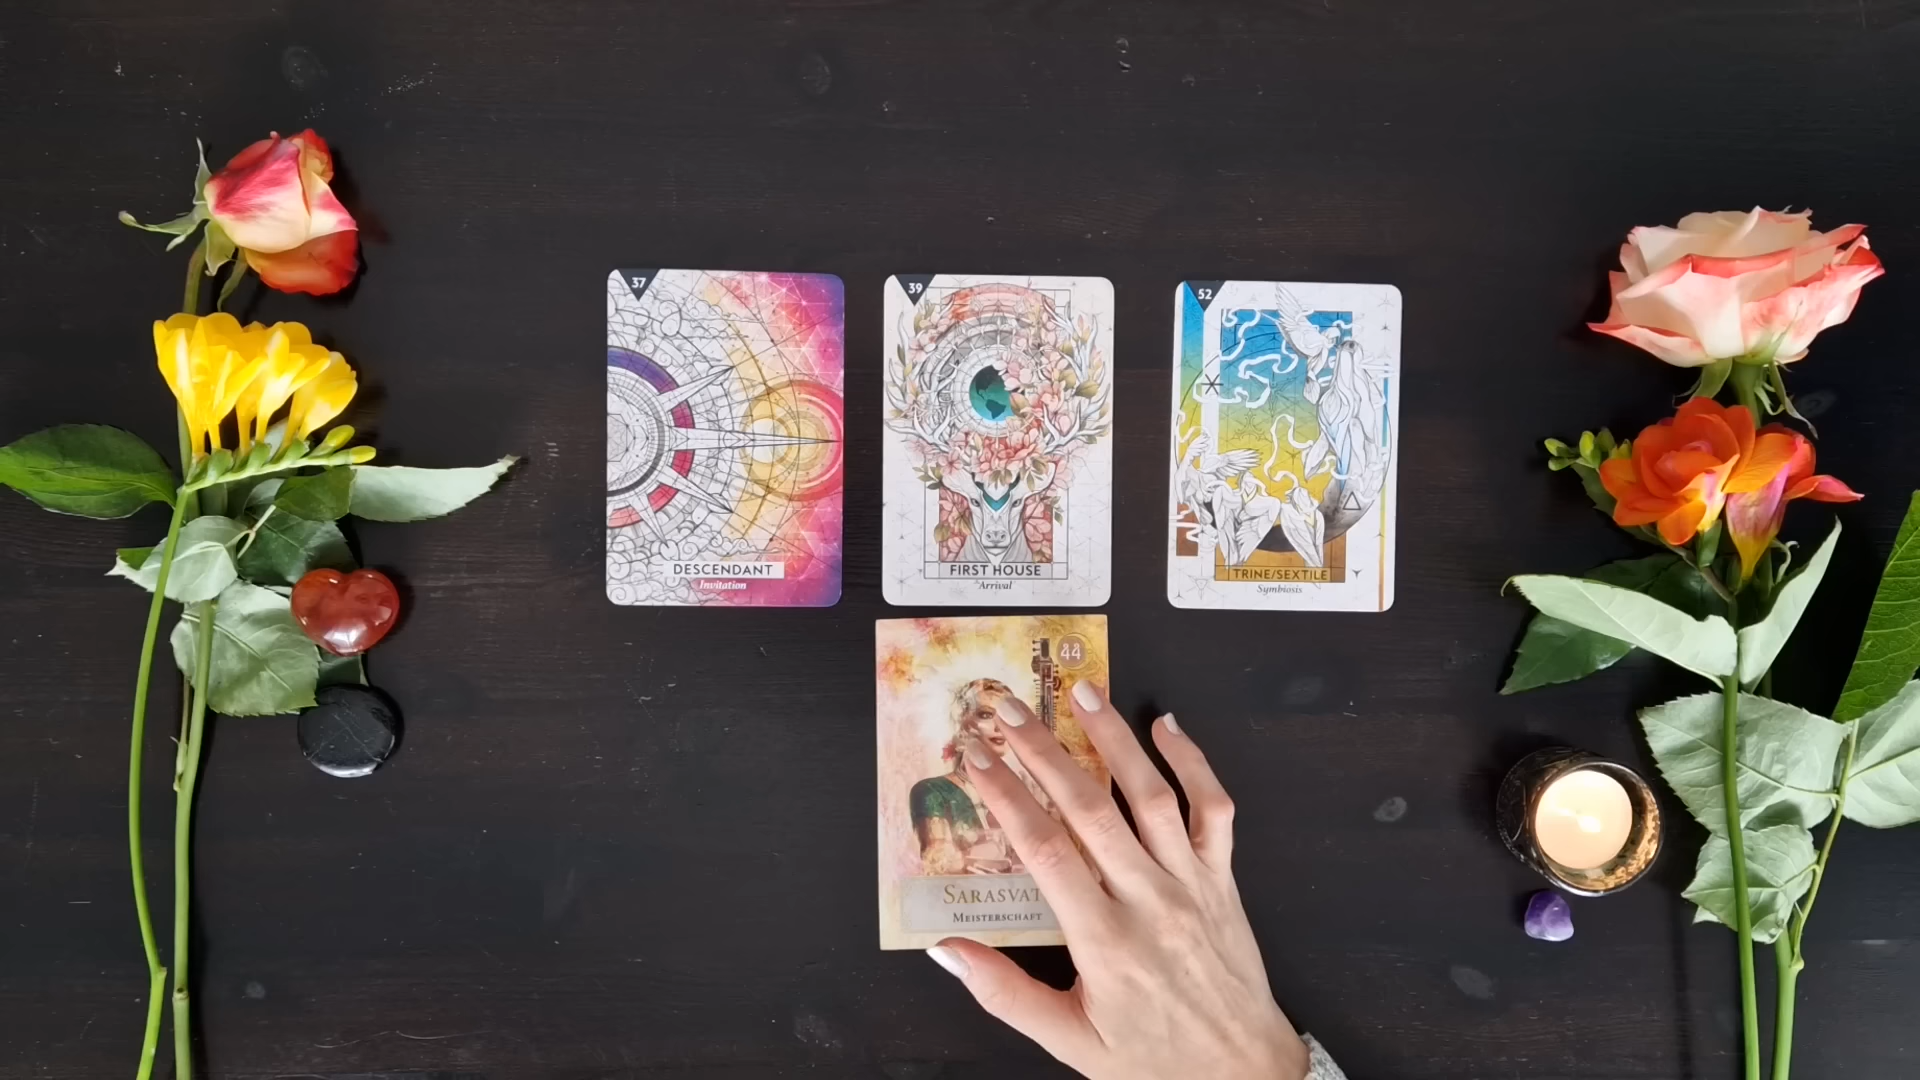 37
DESCENDANT
Invitation
39
FIRST HOUSE
Arrival
52
TRINE/SEXTILE
Symbiosis
44
SARASVAT
MEISTERSCHAFT